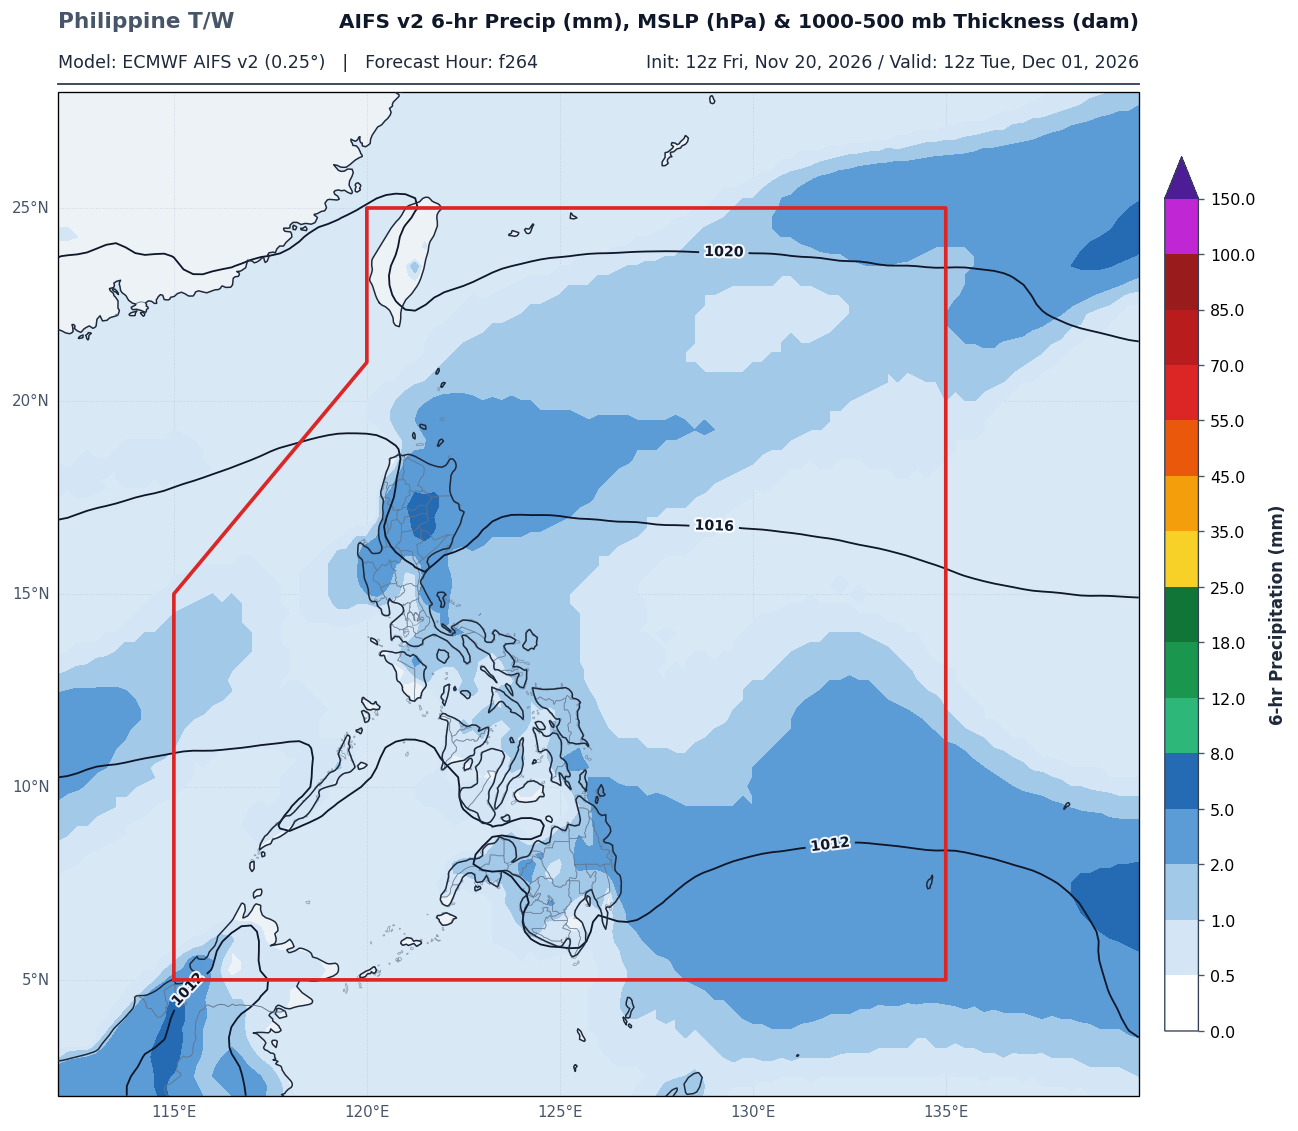 Philippine T/W
AIFS v2 6-hr Precip (mm), MSLP (hPa) & 1000-500 mb Thickness (dam)
Model: ECMWF AIFS v2 (0.25°) | Forecast Hour: f264
Init: 12z Fri, Nov 20, 2026 / Valid: 12z Tue, Dec 01, 2026
25°N
20°N
15°N
10°N
5°N
1020
1016
1012
1012
115°E
120°E
125°E
130°E
135°E
150.0
100.0
85.0
70.0
55.0
45.0
35.0
25.0
18.0
12.0
8.0
5.0
2.0
1.0
0.5
0.0
6-hr Precipitation (mm)